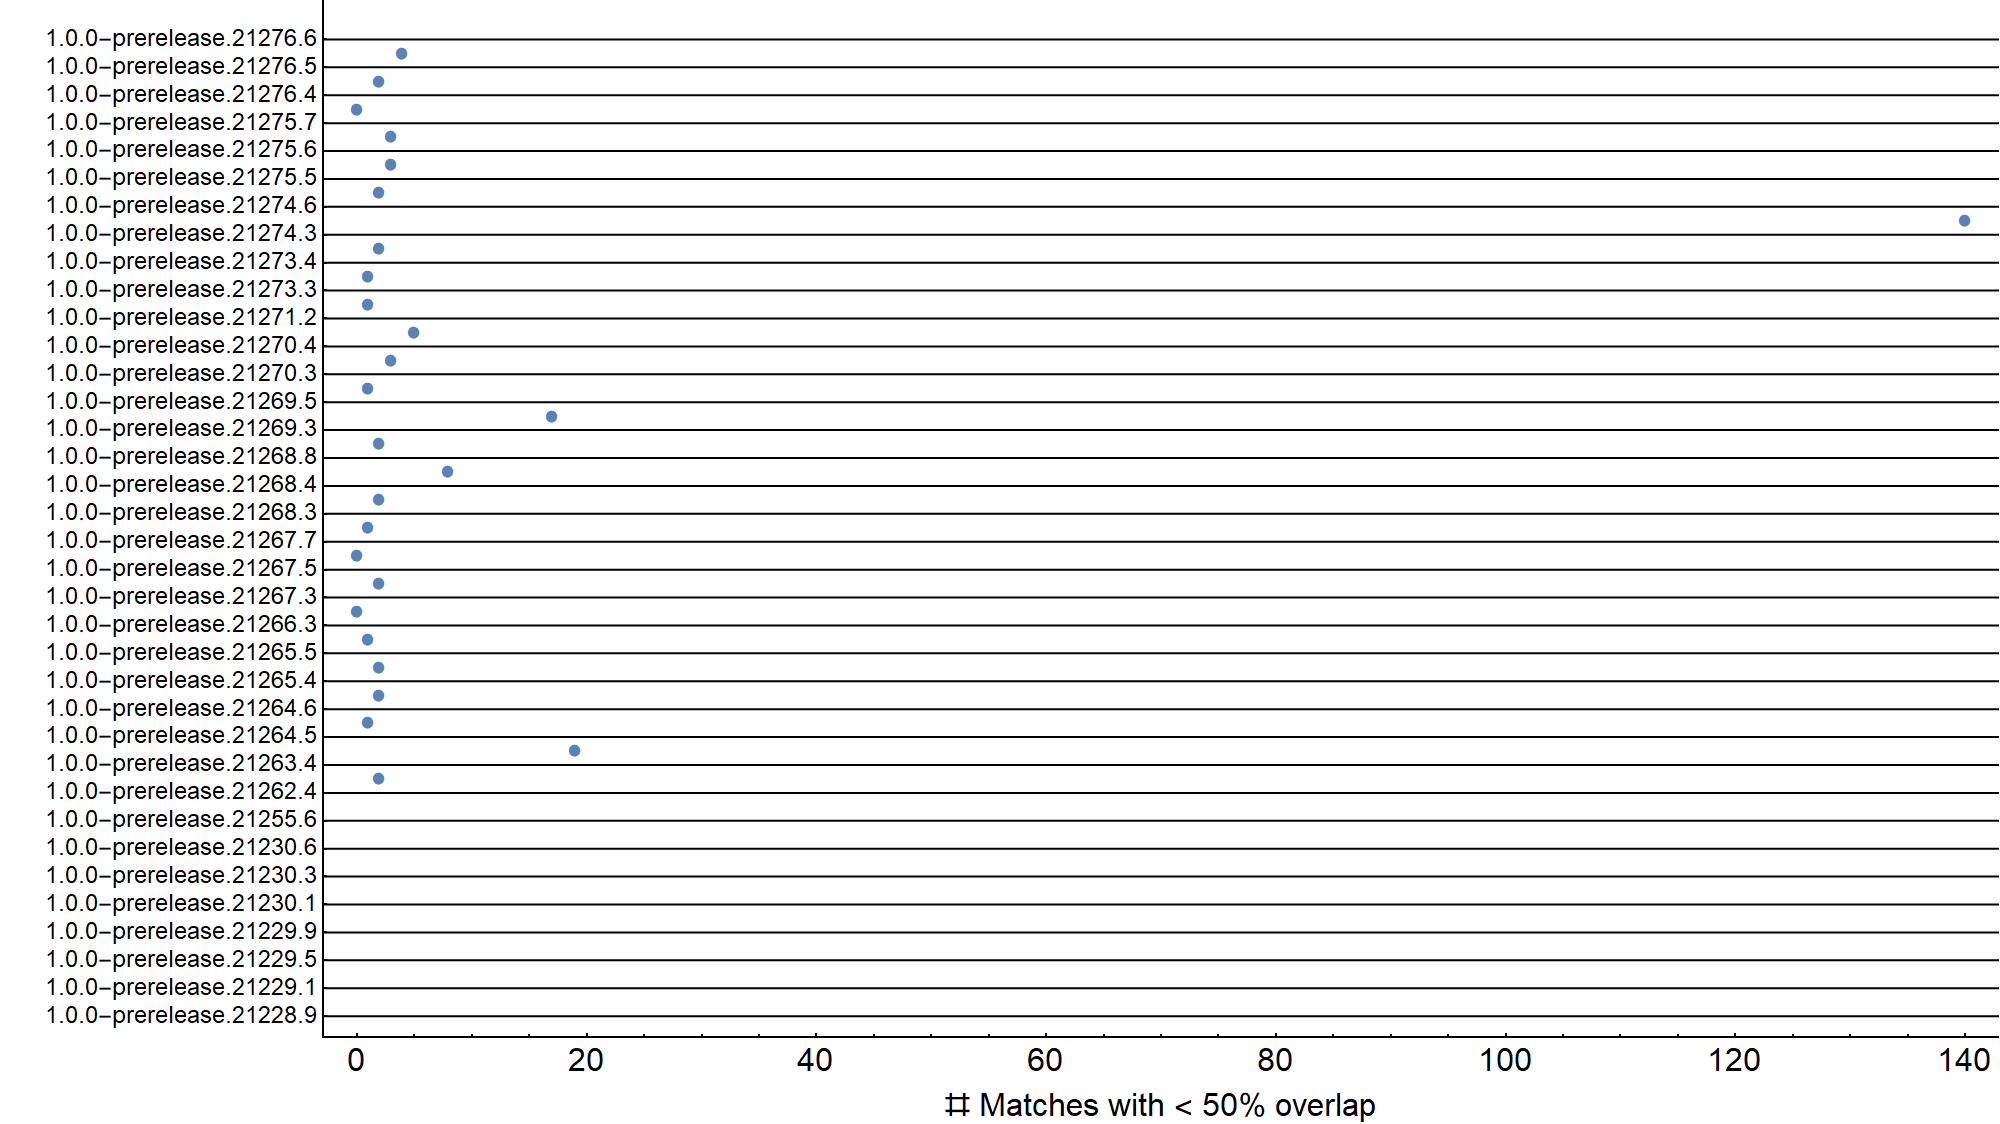 1.0.0–prerelease.21276.6
1.0.0–prerelease.21276.5
1.0.0–prerelease.21276.4
1.0.0–prerelease.21275.7
1.0.0–prerelease.21275.6
1.0.0–prerelease.21275.5
1.0.0–prerelease.21274.6
1.0.0–prerelease.21274.3
1.0.0–prerelease.21273.4
1.0.0–prerelease.21273.3
1.0.0–prerelease.21271.2
1.0.0–prerelease.21270.4
1.0.0–prerelease.21270.3
1.0.0–prerelease.21269.5
1.0.0–prerelease.21269.3
1.0.0–prerelease.21268.8
1.0.0–prerelease.21268.4
1.0.0–prerelease.21268.3
1.0.0–prerelease.21267.7
1.0.0–prerelease.21267.5
1.0.0–prerelease.21267.3
1.0.0–prerelease.21266.3
1.0.0–prerelease.21265.5
1.0.0–prerelease.21265.4
1.0.0–prerelease.21264.6
1.0.0–prerelease.21264.5
1.0.0–prerelease.21263.4
1.0.0–prerelease.21262.4
1.0.0–prerelease.21255.6
1.0.0–prerelease.21230.6
1.0.0–prerelease.21230.3
1.0.0–prerelease.21230.1
1.0.0–prerelease.21229.9
1.0.0–prerelease.21229.5
1.0.0–prerelease.21229.1
1.0.0–prerelease.21228.9
0 20 40 60 80 100 120 140
# Matches with < 50% overlap